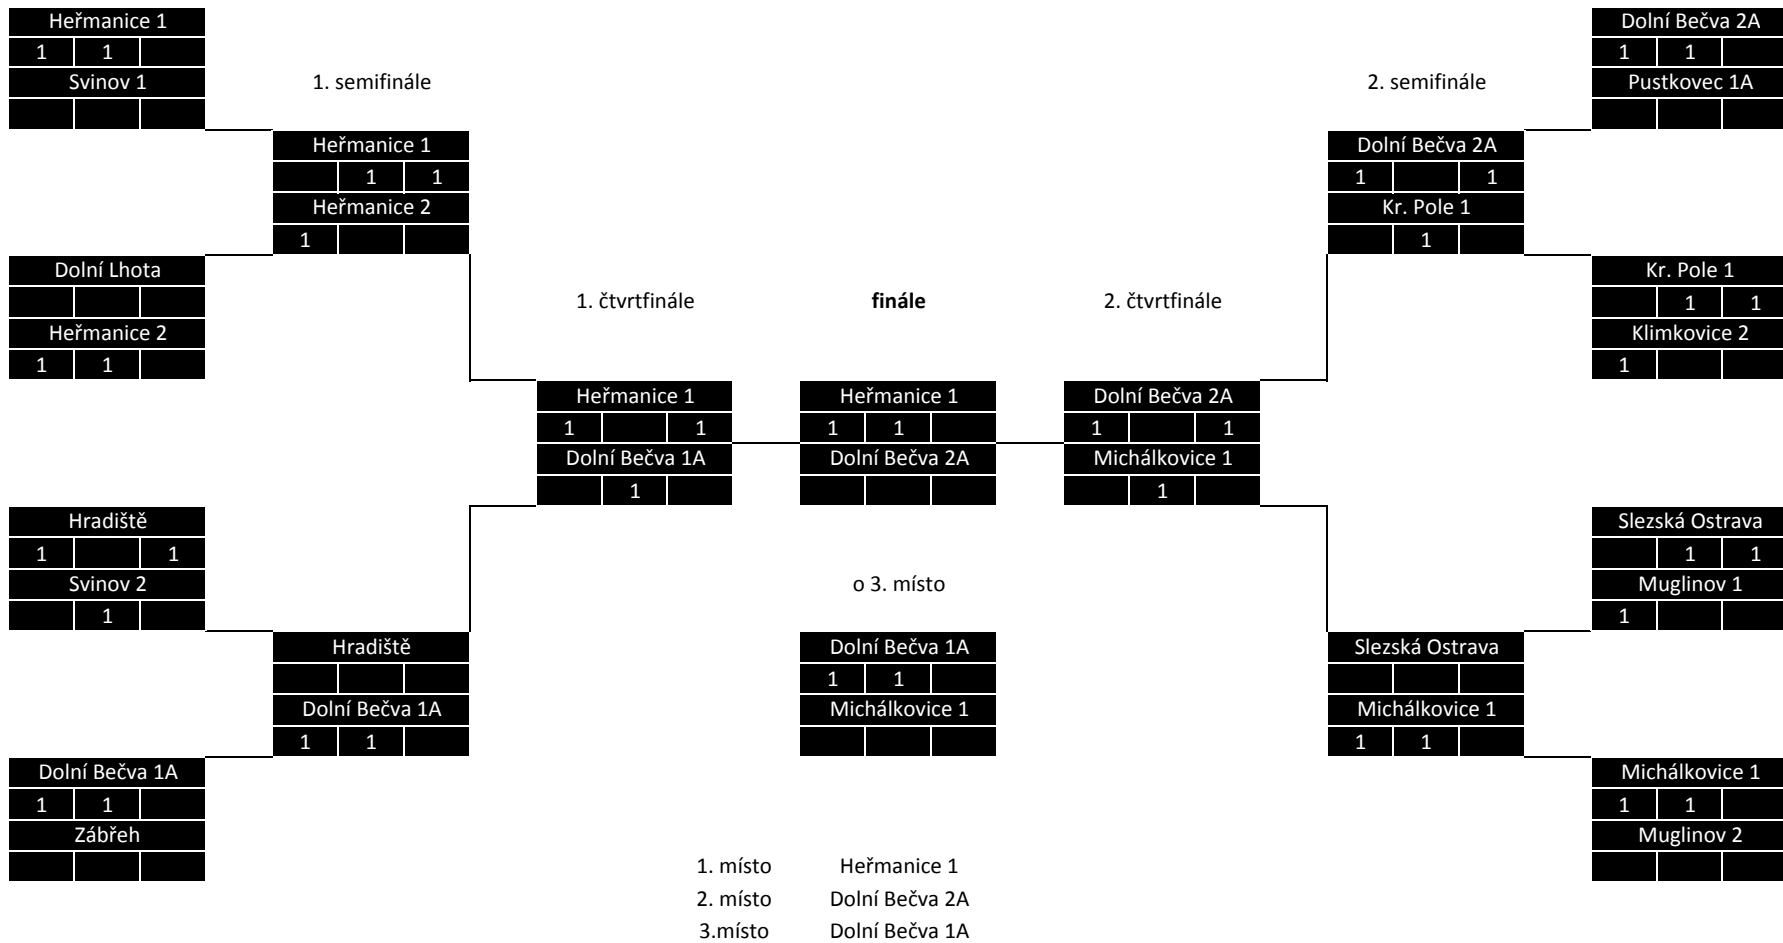 Heřmanice 1
1 1
Svinov 1
1. semifinále
Heřmanice 1
1 1
Heřmanice 2
1
Dolní Lhota
Heřmanice 2
1 1
1. čtvrtfinále
Heřmanice 1
1 1
Dolní Bečva 1A
1
Hradiště
1 1
Svinov 2
1
Hradiště
Dolní Bečva 1A
1 1
Dolní Bečva 1A
1 1
Zábřeh
finále
Heřmanice 1
1 1
Dolní Bečva 2A
o 3. místo
Dolní Bečva 1A
1 1
Michálkovice 1
2. čtvrtfinále
Dolní Bečva 2A
1 1
Michálkovice 1
1
2. semifinále
Dolní Bečva 2A
1 1
Kr. Pole 1
1
Dolní Bečva 2A
1 1
Pustkovec 1A
Kr. Pole 1
1 1
Klimkovice 2
1
Slezská Ostrava
1 1
Muglinov 1
1
Slezská Ostrava
Michálkovice 1
1 1
Michálkovice 1
1 1
Muglinov 2
1. místo Heřmanice 1
2. místo Dolní Bečva 2A
3.místo Dolní Bečva 1A